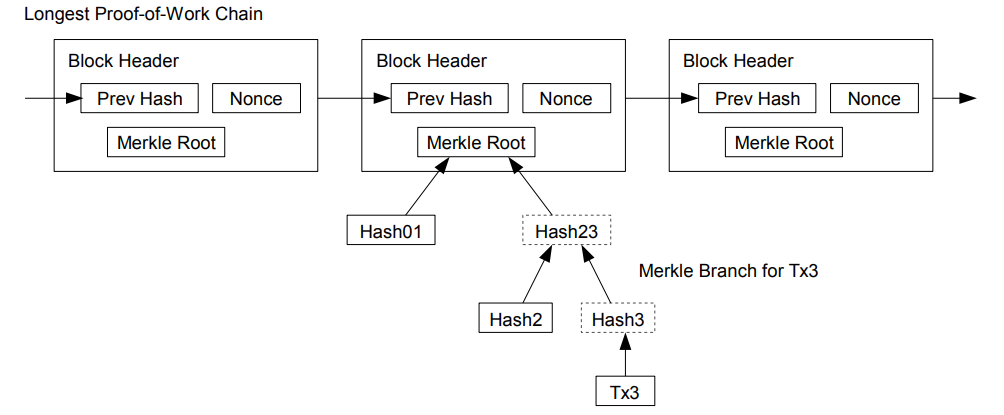 Longest Proof-of-Work Chain
Block Header
Prev Hash Nonce
Merkle Root
Block Header
Prev Hash Nonce
Merkle Root
Block Header
Prev Hash Nonce
Merkle Root
Hash01
Hash23
Merkle Branch for Tx3
Hash2
Hash3
Tx3